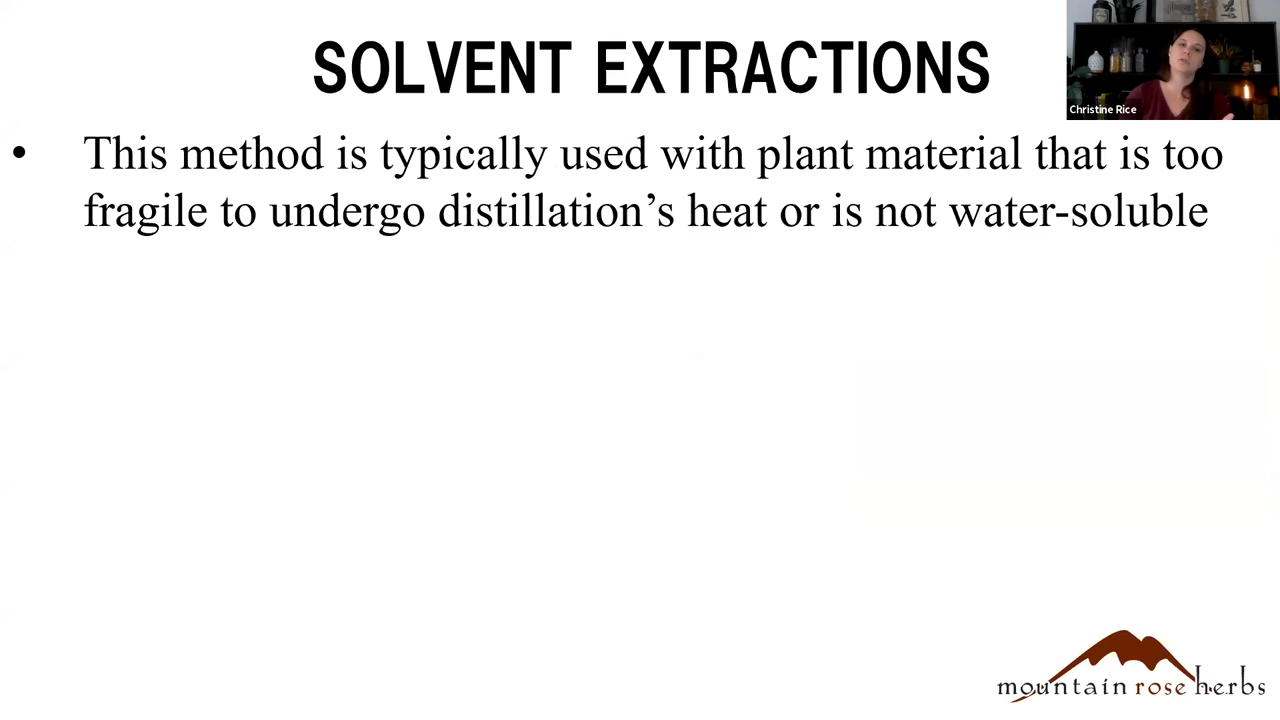 SOLVENT EXTRACTIONS
Christine Rice
• This method is typically used with plant material that is too
fragile to undergo distillation’s heat or is not water-soluble
mountain rose herbs